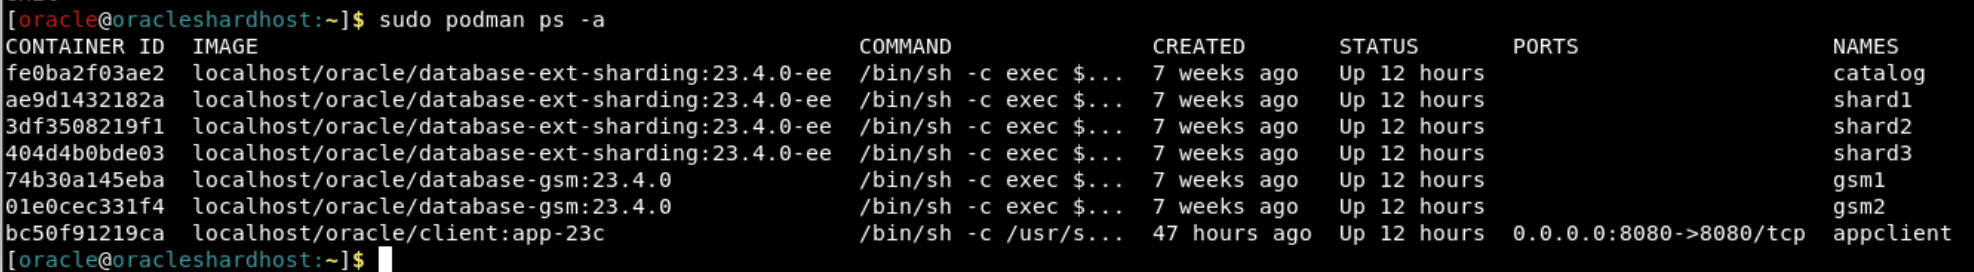 [oracle@oracleshardhost:~]$ sudo podman ps -a
CONTAINER ID  IMAGE                                             COMMAND               CREATED       STATUS       PORTS                   NAMES
fe0ba2f03ae2  localhost/oracle/database-ext-sharding:23.4.0-ee  /bin/sh -c exec $...  7 weeks ago   Up 12 hours                          catalog
ae9d1432182a  localhost/oracle/database-ext-sharding:23.4.0-ee  /bin/sh -c exec $...  7 weeks ago   Up 12 hours                          shard1
3df3508219f1  localhost/oracle/database-ext-sharding:23.4.0-ee  /bin/sh -c exec $...  7 weeks ago   Up 12 hours                          shard2
404d4b0bde03  localhost/oracle/database-ext-sharding:23.4.0-ee  /bin/sh -c exec $...  7 weeks ago   Up 12 hours                          shard3
74b30a145eba  localhost/oracle/database-gsm:23.4.0              /bin/sh -c exec $...  7 weeks ago   Up 12 hours                          gsm1
01e0cec331f4  localhost/oracle/database-gsm:23.4.0              /bin/sh -c exec $...  7 weeks ago   Up 12 hours                          gsm2
bc50f91219ca  localhost/oracle/client:app-23c                   /bin/sh -c /usr/s...  47 hours ago  Up 12 hours  0.0.0.0:8080->8080/tcp  appclient
[oracle@oracleshardhost:~]$